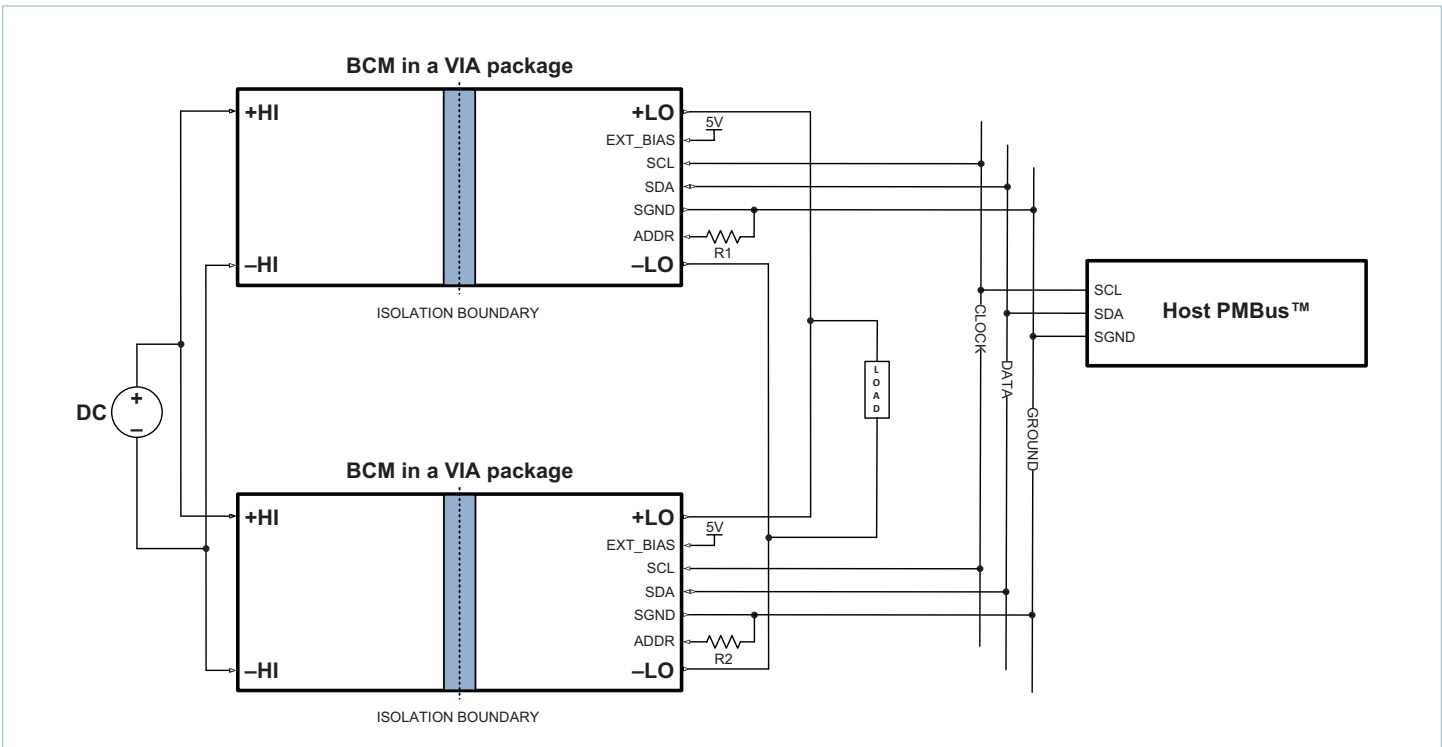 BCM in a VIA package
+HI
–HI
+LO
5V
EXT_BIAS
SCL
SDA
SGND
ADDR
R1
–LO
ISOLATION BOUNDARY
DC
+
–
LOAD
CLOCK
DATA
GROUND
SCL
SDA
SGND
Host PMBus™
BCM in a VIA package
+HI
–HI
+LO
5V
EXT_BIAS
SCL
SDA
SGND
ADDR
R2
–LO
ISOLATION BOUNDARY